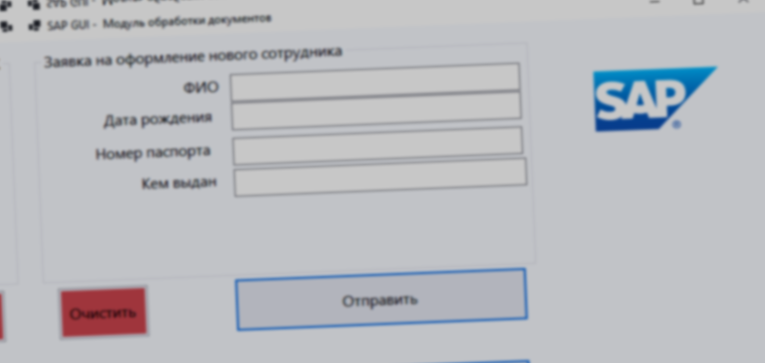 SAP GUI - Модуль обработки документов
Заявка на оформление нового сотрудника
ФИО
Дата рождения
Номер паспорта
Кем выдан
SAP
®
Очистить
Отправить